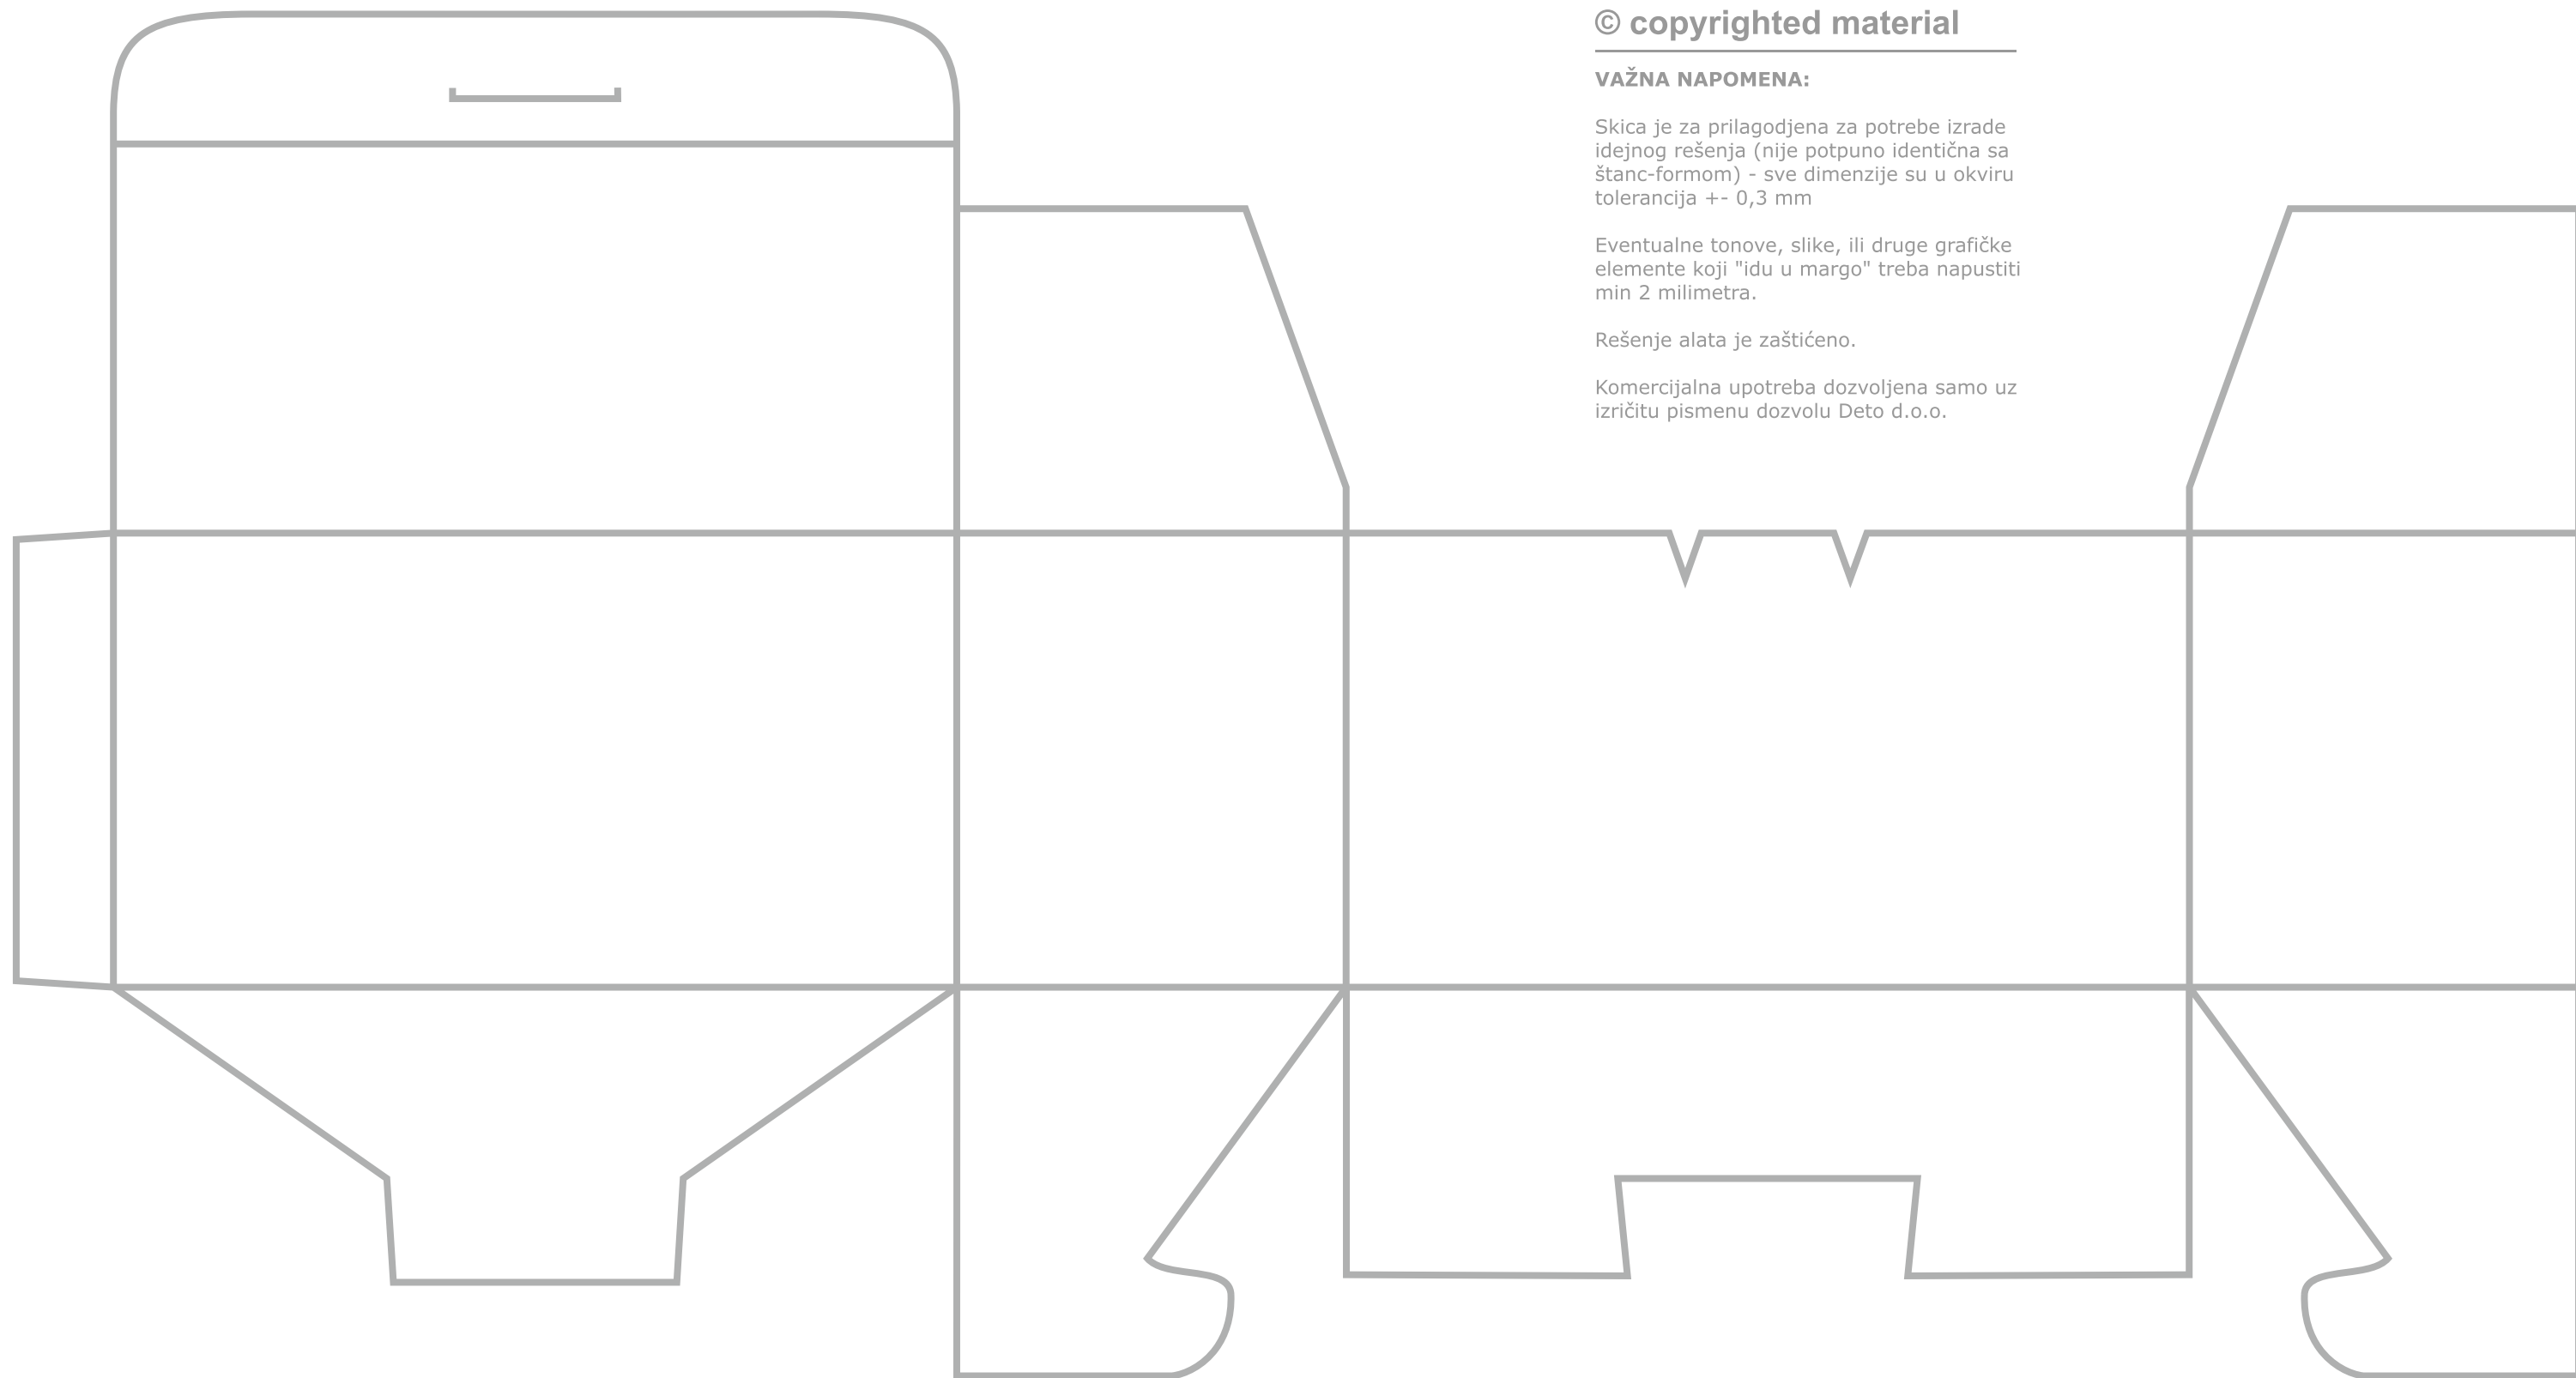 © copyrighted material
VAŽNA NAPOMENA:
Skica je za prilagodjena za potrebe izrade
idejnog rešenja (nije potpuno identična sa
štanc-formom) - sve dimenzije su u okviru
tolerancija +- 0,3 mm
Eventualne tonove, slike, ili druge grafičke
elemente koji "idu u margo" treba napustiti
min 2 milimetra.
Rešenje alata je zaštićeno.
Komercijalna upotreba dozvoljena samo uz
izričitu pismenu dozvolu Deto d.o.o.